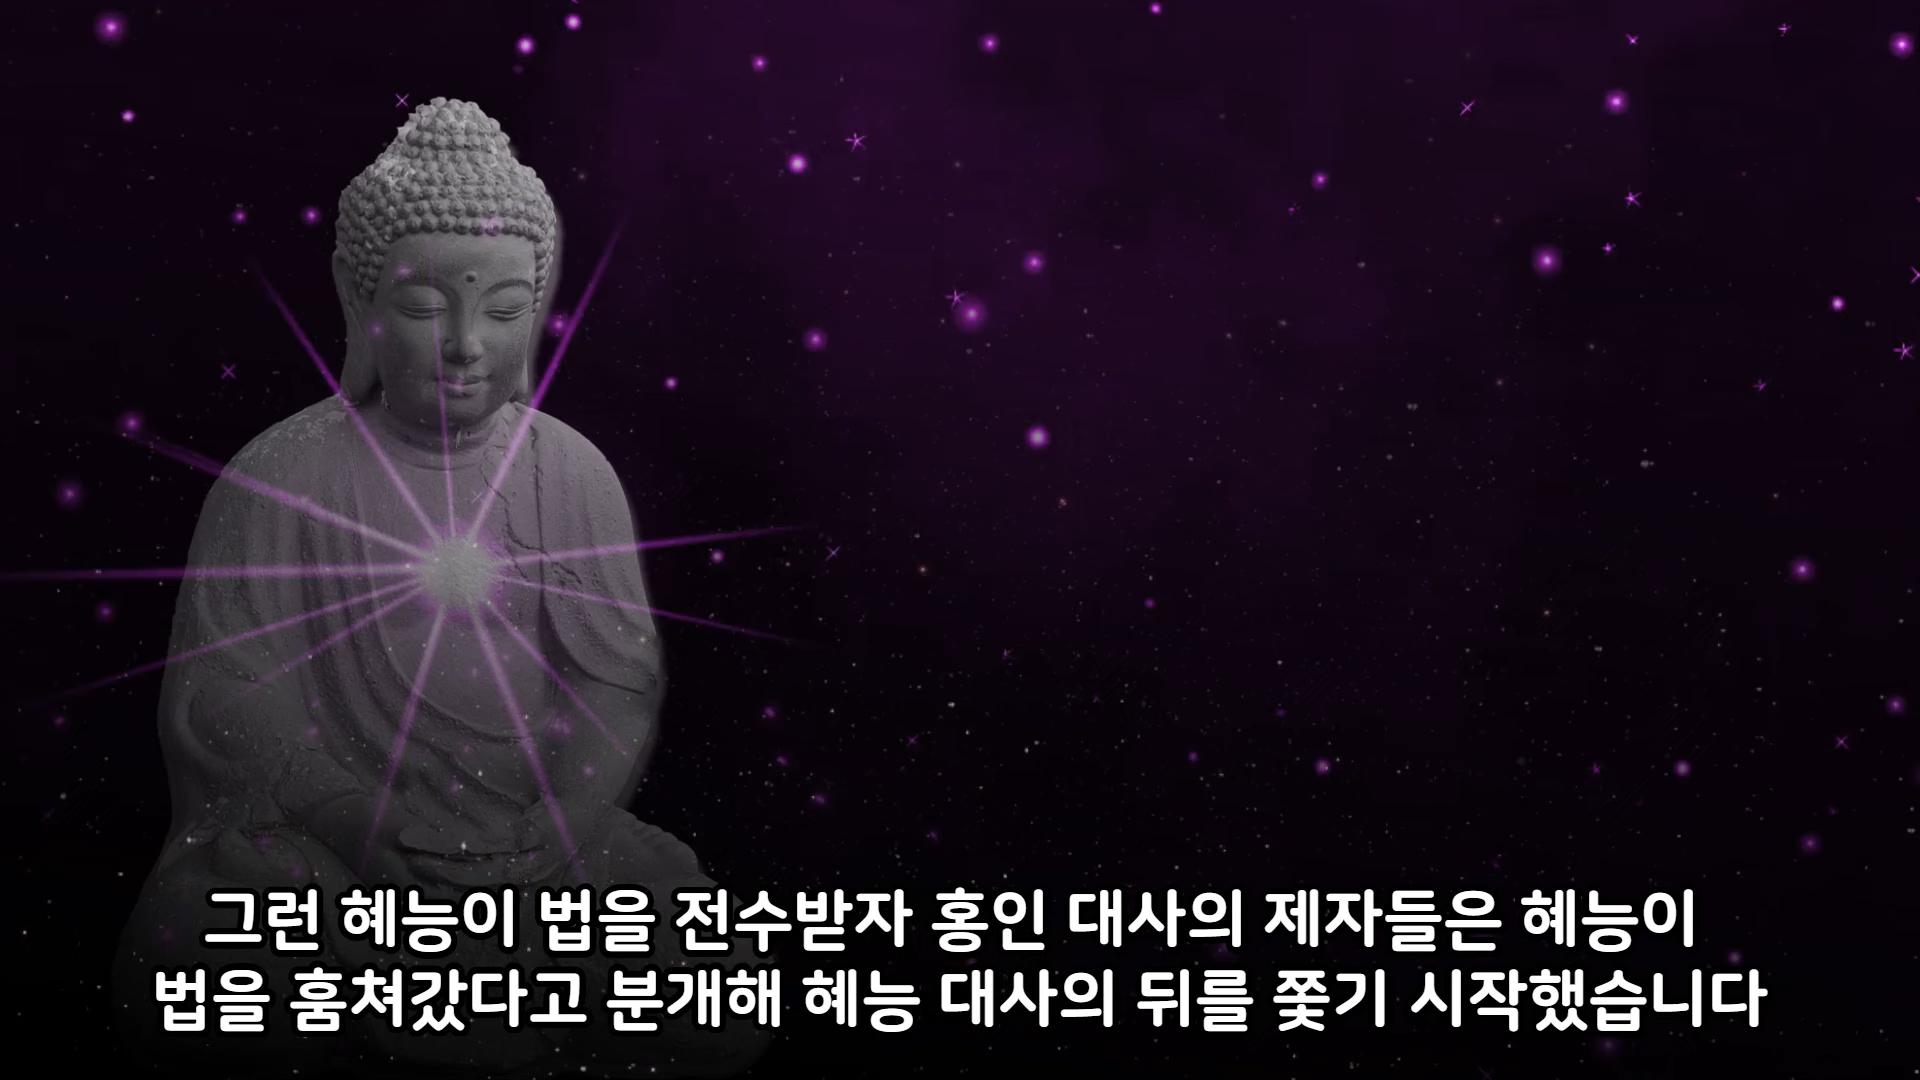 그런 혜능이 법을 전수받자 홍인 대사의 제자들은 혜능이
법을 훔쳐갔다고 분개해 혜능 대사의 뒤를 쫓기 시작했습니다